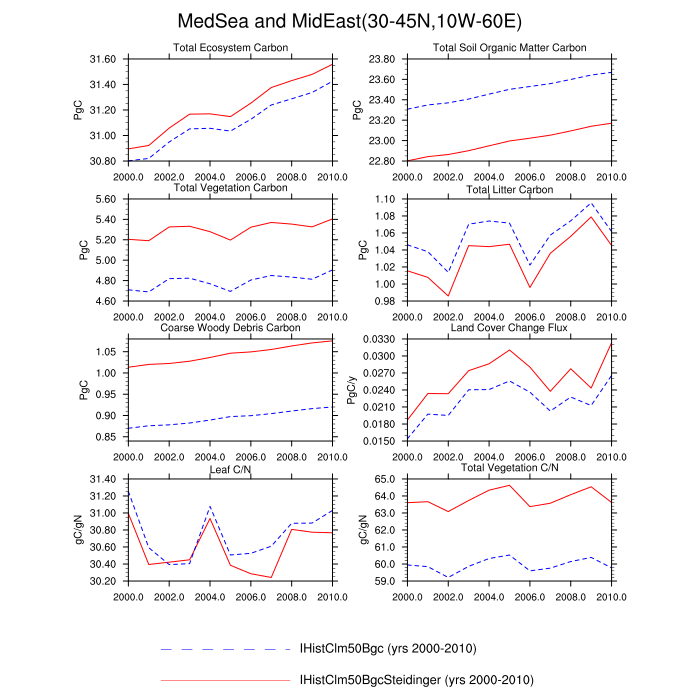 MedSea and MidEast(30-45N,10W-60E)
Total Ecosystem Carbon
PgC
31.60
31.40
31.20
31.00
30.80
2000.0 2002.0 2004.0 2006.0 2008.0 2010.0
Total Soil Organic Matter Carbon
PgC
23.80
23.60
23.40
23.20
23.00
22.80
2000.0 2002.0 2004.0 2006.0 2008.0 2010.0
Total Vegetation Carbon
PgC
5.60
5.40
5.20
5.00
4.80
4.60
2000.0 2002.0 2004.0 2006.0 2008.0 2010.0
Total Litter Carbon
PgC
1.10
1.08
1.06
1.04
1.02
1.00
0.98
2000.0 2002.0 2004.0 2006.0 2008.0 2010.0
Coarse Woody Debris Carbon
PgC
1.05
1.00
0.95
0.90
0.85
2000.0 2002.0 2004.0 2006.0 2008.0 2010.0
Land Cover Change Flux
PgC/y
0.0330
0.0300
0.0270
0.0240
0.0210
0.0180
0.0150
2000.0 2002.0 2004.0 2006.0 2008.0 2010.0
Leaf C/N
gC/gN
31.40
31.20
31.00
30.80
30.60
30.40
30.20
2000.0 2002.0 2004.0 2006.0 2008.0 2010.0
Total Vegetation C/N
gC/gN
65.0
64.0
63.0
62.0
61.0
60.0
59.0
2000.0 2002.0 2004.0 2006.0 2008.0 2010.0
IHistClm50Bgc (yrs 2000-2010)
IHistClm50BgcSteidinger (yrs 2000-2010)